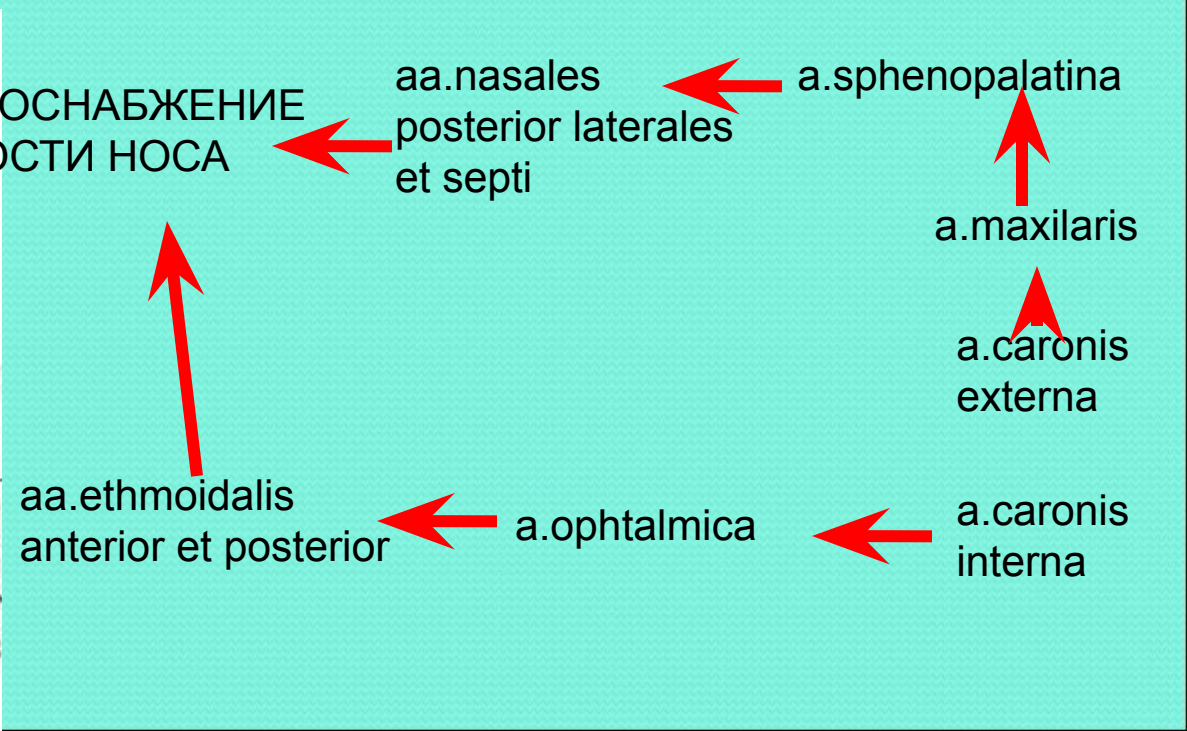 ОСНАБЖЕНИЕ
ОСТИ НОСА
aa.nasales
posterior laterales
et septi
a.sphenopalatina
a.maxilaris
a.caronis
externa
aa.ethmoidalis
anterior et posterior
a.ophtalmica
a.caronis
interna